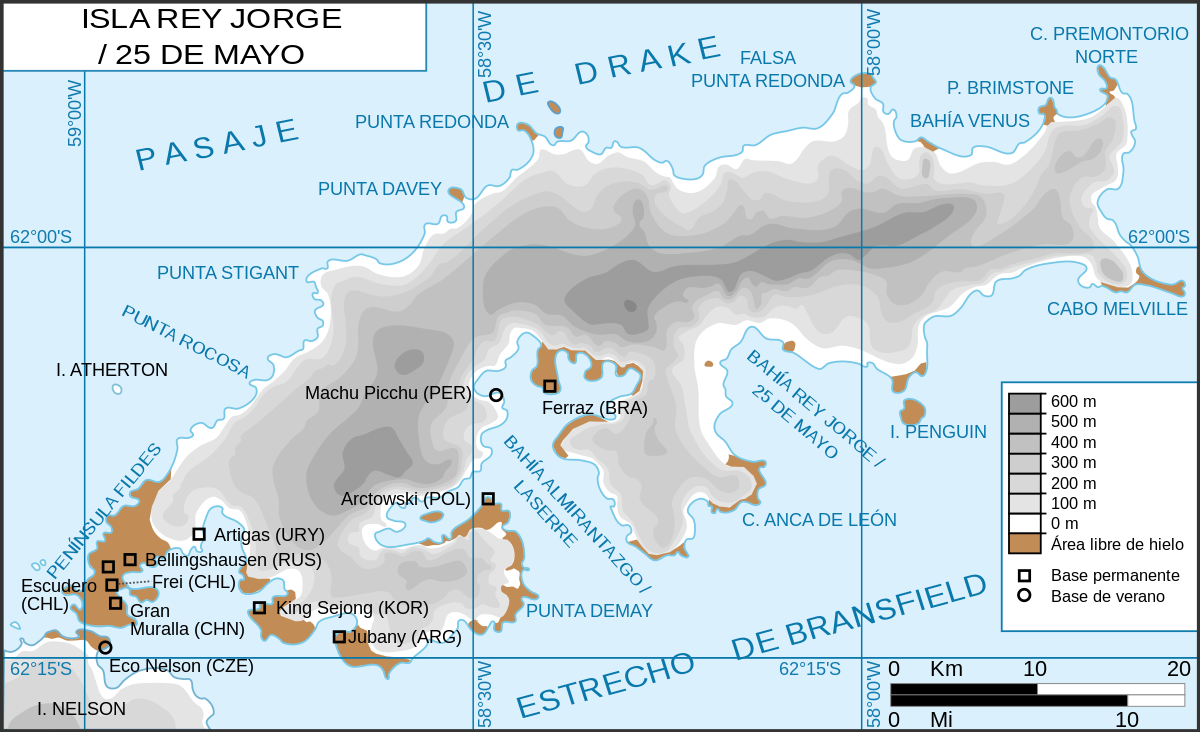 ISLA REY JORGE
/ 25 DE MAYO
59°00'W
58°30'W
58°00'W
PASAJE DE DRAKE
FALSA
PUNTA REDONDA
C. PREMONTORIO
NORTE
P. BRIMSTONE
BAHÍA VENUS
PUNTA REDONDA
PUNTA DAVEY
62°00'S
62°00'S
PUNTA STIGANT
CABO MELVILLE
PUNTA ROCOSA
I. ATHERTON
Machu Picchu (PER)
Ferraz (BRA)
BAHÍA REY JORGE /
25 DE MAYO
I. PENGUIN
PENÍNSULA FILDES
BAHÍA ALMIRANTAZGO /
LASERRE
Arctowski (POL)
C. ANCA DE LEÓN
Artigas (URY)
Bellingshausen (RUS)
Escudero
(CHL)
Frei (CHL)
Gran
Muralla (CHN)
King Sejong (KOR)
Jubany (ARG)
PUNTA DEMAY
Eco Nelson (CZE)
ESTRECHO DE BRANSFIELD
62°15'S
62°15'S
I. NELSON
58°30'W
58°00'W
600 m
500 m
400 m
300 m
200 m
100 m
0 m
Área libre de hielo
Base permanente
Base de verano
0 Km 10 20
0 Mi 10